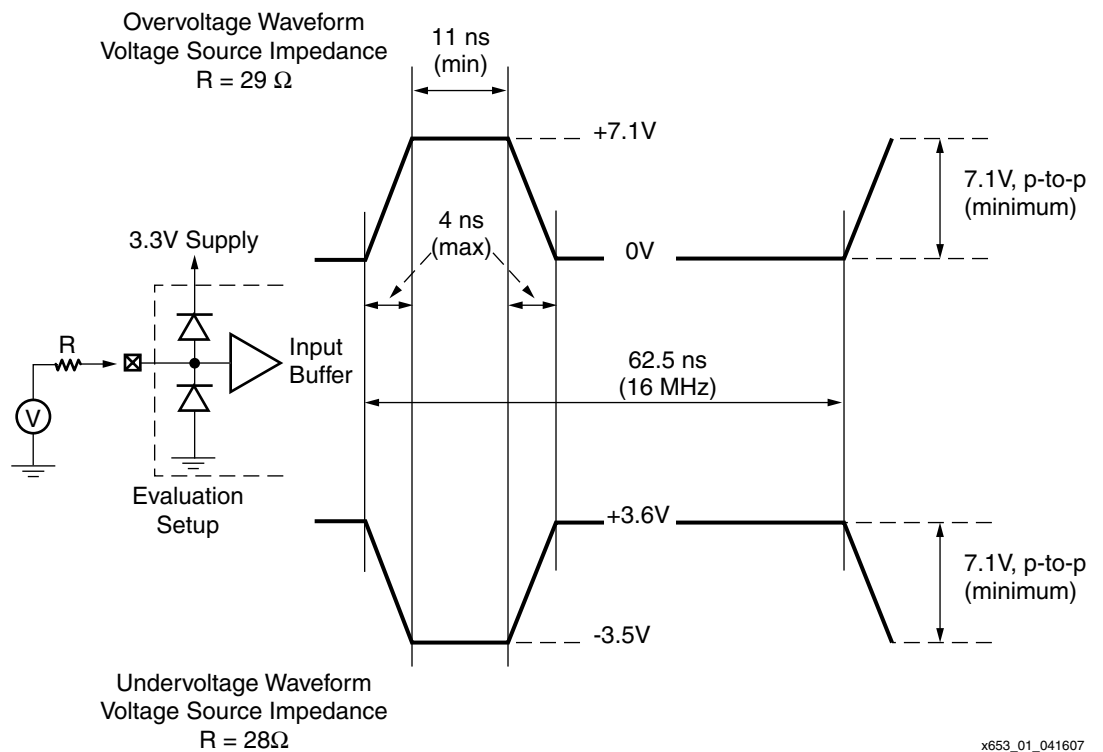 Overvoltage Waveform
Voltage Source Impedance
R = 29 Ω
11 ns
(min)
+7.1V
7.1V, p-to-p
(minimum)
4 ns
(max)
3.3V Supply
0V
R
Input
Buffer
62.5 ns
(16 MHz)
V
Evaluation
Setup
+3.6V
7.1V, p-to-p
(minimum)
-3.5V
Undervoltage Waveform
Voltage Source Impedance
R = 28Ω
x653_01_041607